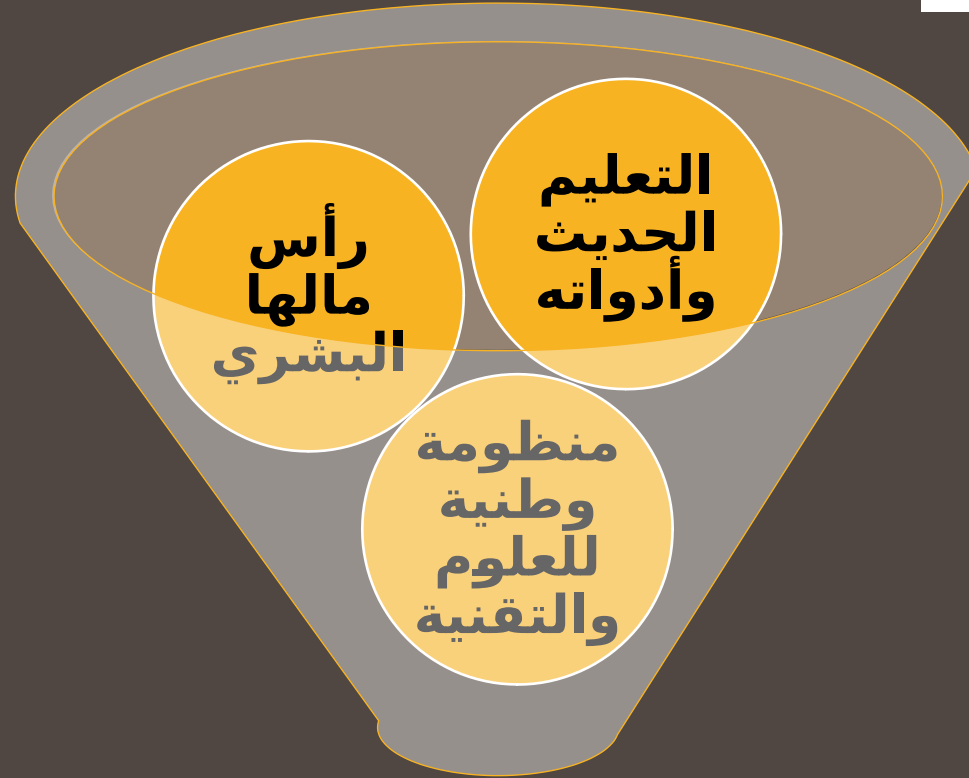 التعليم
الحديث
وأدواته
رأس
مالها
البشري
منظومة
وطنية
للعلوم
والتقنية